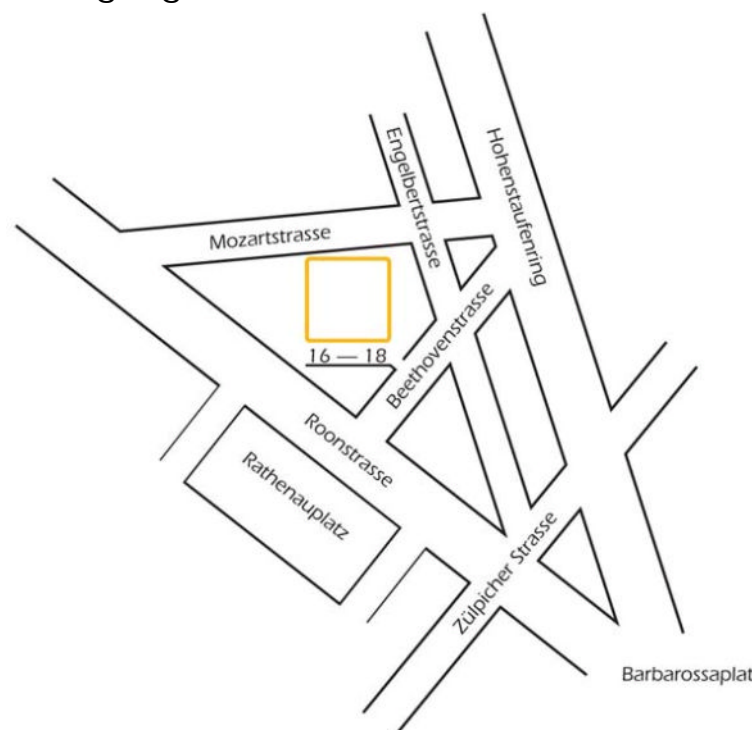 Engelbertstrasse
Hohenstaufenring
Mozartstrasse
16 — 18
Beethovenstrasse
Roonstrasse
Rathenauplatz
Zülpicher Strasse
Barbarossaplat